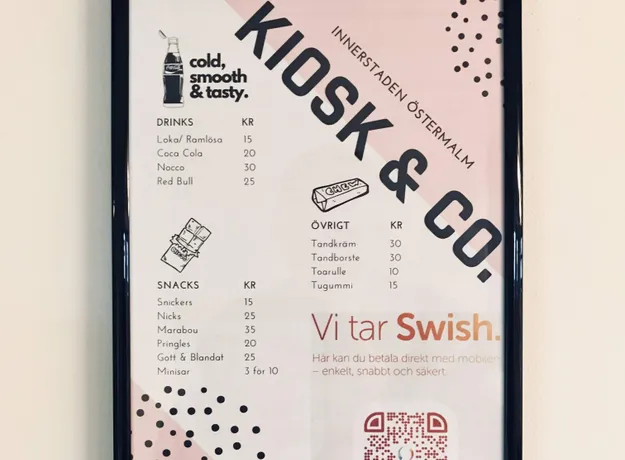 KIOSK & CO.
INNERSTADEN ÖSTERMALM
cold,
smooth
& tasty.
DRINKS KR
Loka/ Ramlösa 15
Coca Cola 20
Nocco 30
Red Bull 25
SNACKS KR
Snickers 15
Nicks 25
Marabou 35
Pringles 20
Gott & Blandat 25
Minisar 3 för 10
ÖVRIGT KR
Tandkräm 30
Tandborste 30
Toarulle 10
Tugummi 15
Vi tar Swish.
Här kan du betala direkt med mobilen
– enkelt, snabbt och säkert.